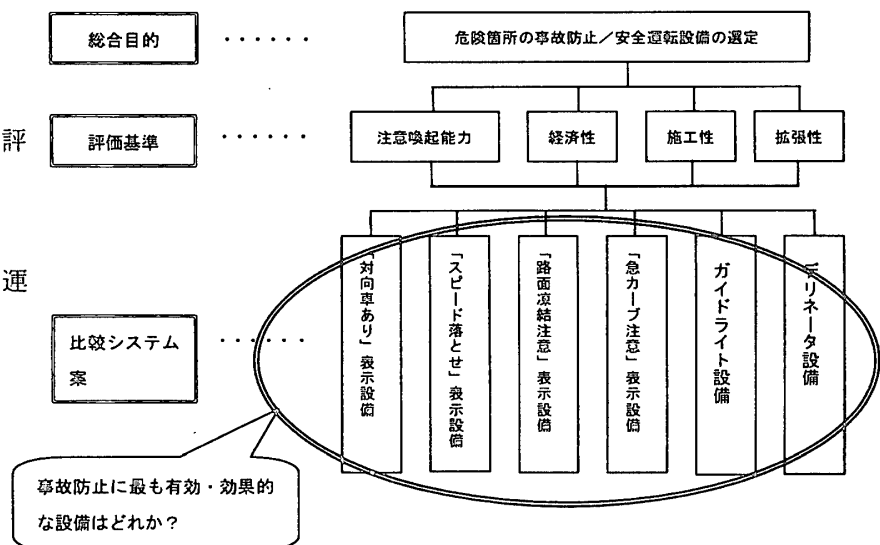 総合目的
・・・・・・
危険箇所の事故防止／安全運転設備の選定
評
評価基準
・・・・・・
注意喚起能力
経済性
施工性
拡張性
運
比較システム
案
・・・・・・
「対向車あり」表示設備
「スピード落とせ」表示設備
「路面凍結注意」表示設備
「急カーブ注意」表示設備
ガイドライト設備
デリネータ設備
事故防止に最も有効・効果的
な設備はどれか？